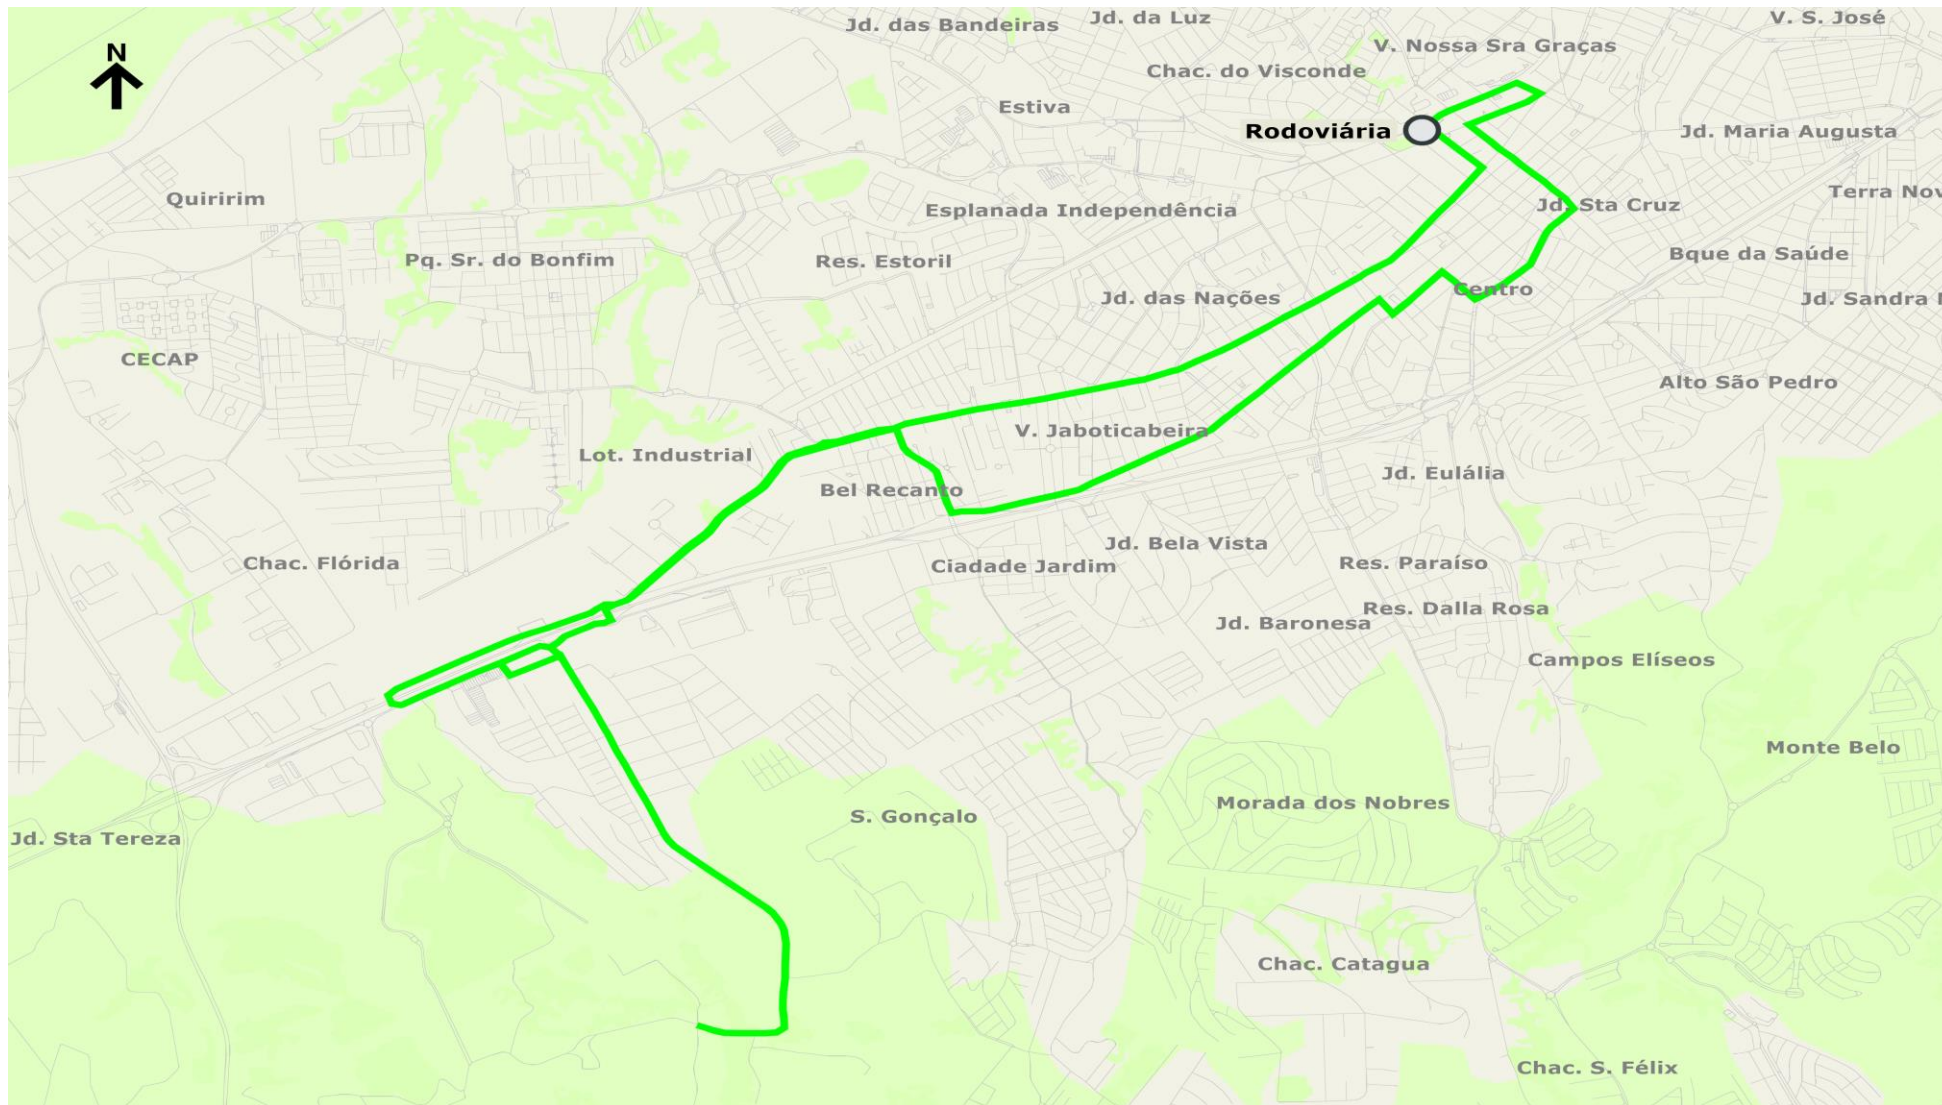 Jd. das Bandeiras
Jd. da Luz
V. S. José
N
V. Nossa Sra Graças
Chac. do Visconde
Estiva
Rodoviária
Jd. Maria Augusta
Quiririm
Terra Nov
Esplanada Independência
Jd. Sta Cruz
Pq. Sr. do Bonfim
Res. Estoril
Bque da Saúde
Jd. das Nações
Centro
Jd. Sandra
CECAP
Alto São Pedro
V. Jaboticabeira
Lot. Industrial
Bel Recanto
Jd. Eulália
Chac. Flórida
Ciadade Jardim
Jd. Bela Vista
Res. Paraíso
Res. Dalla Rosa
Jd. Baronesa
Campos Elíseos
Monte Belo
Morada dos Nobres
S. Gonçalo
Jd. Sta Tereza
Chac. Catagua
Chac. S. Félix